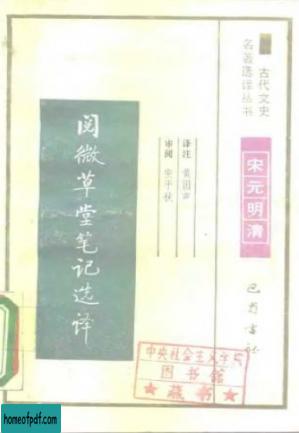 古代文史
名著选译丛书
宋元明清
阅微草堂笔记选译
译注 黄国声
审阅 安平秋
巴蜀书社
中央社会主义学院
图书馆
★藏书★
homeofpdf.com